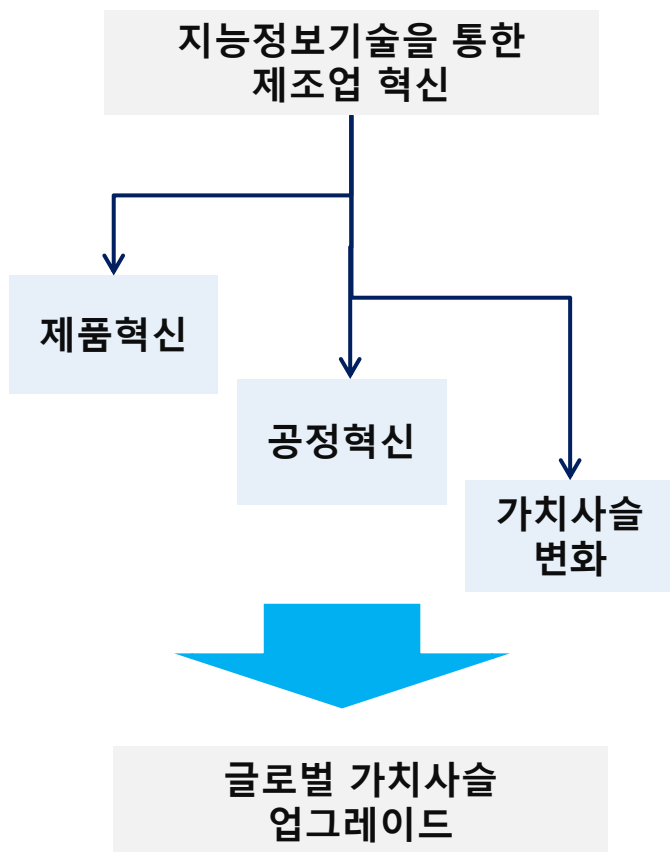 지능정보기술을 통한
제조업 혁신
제품혁신
공정혁신
가치사슬
변화
글로벌 가치사슬
업그레이드